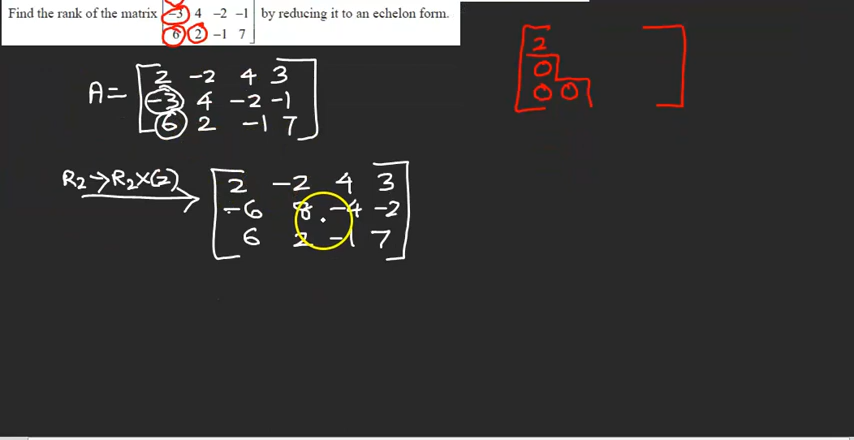 Find the rank of the matrix by reducing it to an echelon form.
-3 4 -2 -1
6 2 -1 7
A = 2 -2 4 3
-3 4 -2 -1
6 2 -1 7
2
0
0 0
R2→R2×(2)
2 -2 4 3
-6 8 -4 -2
6 2 -1 7